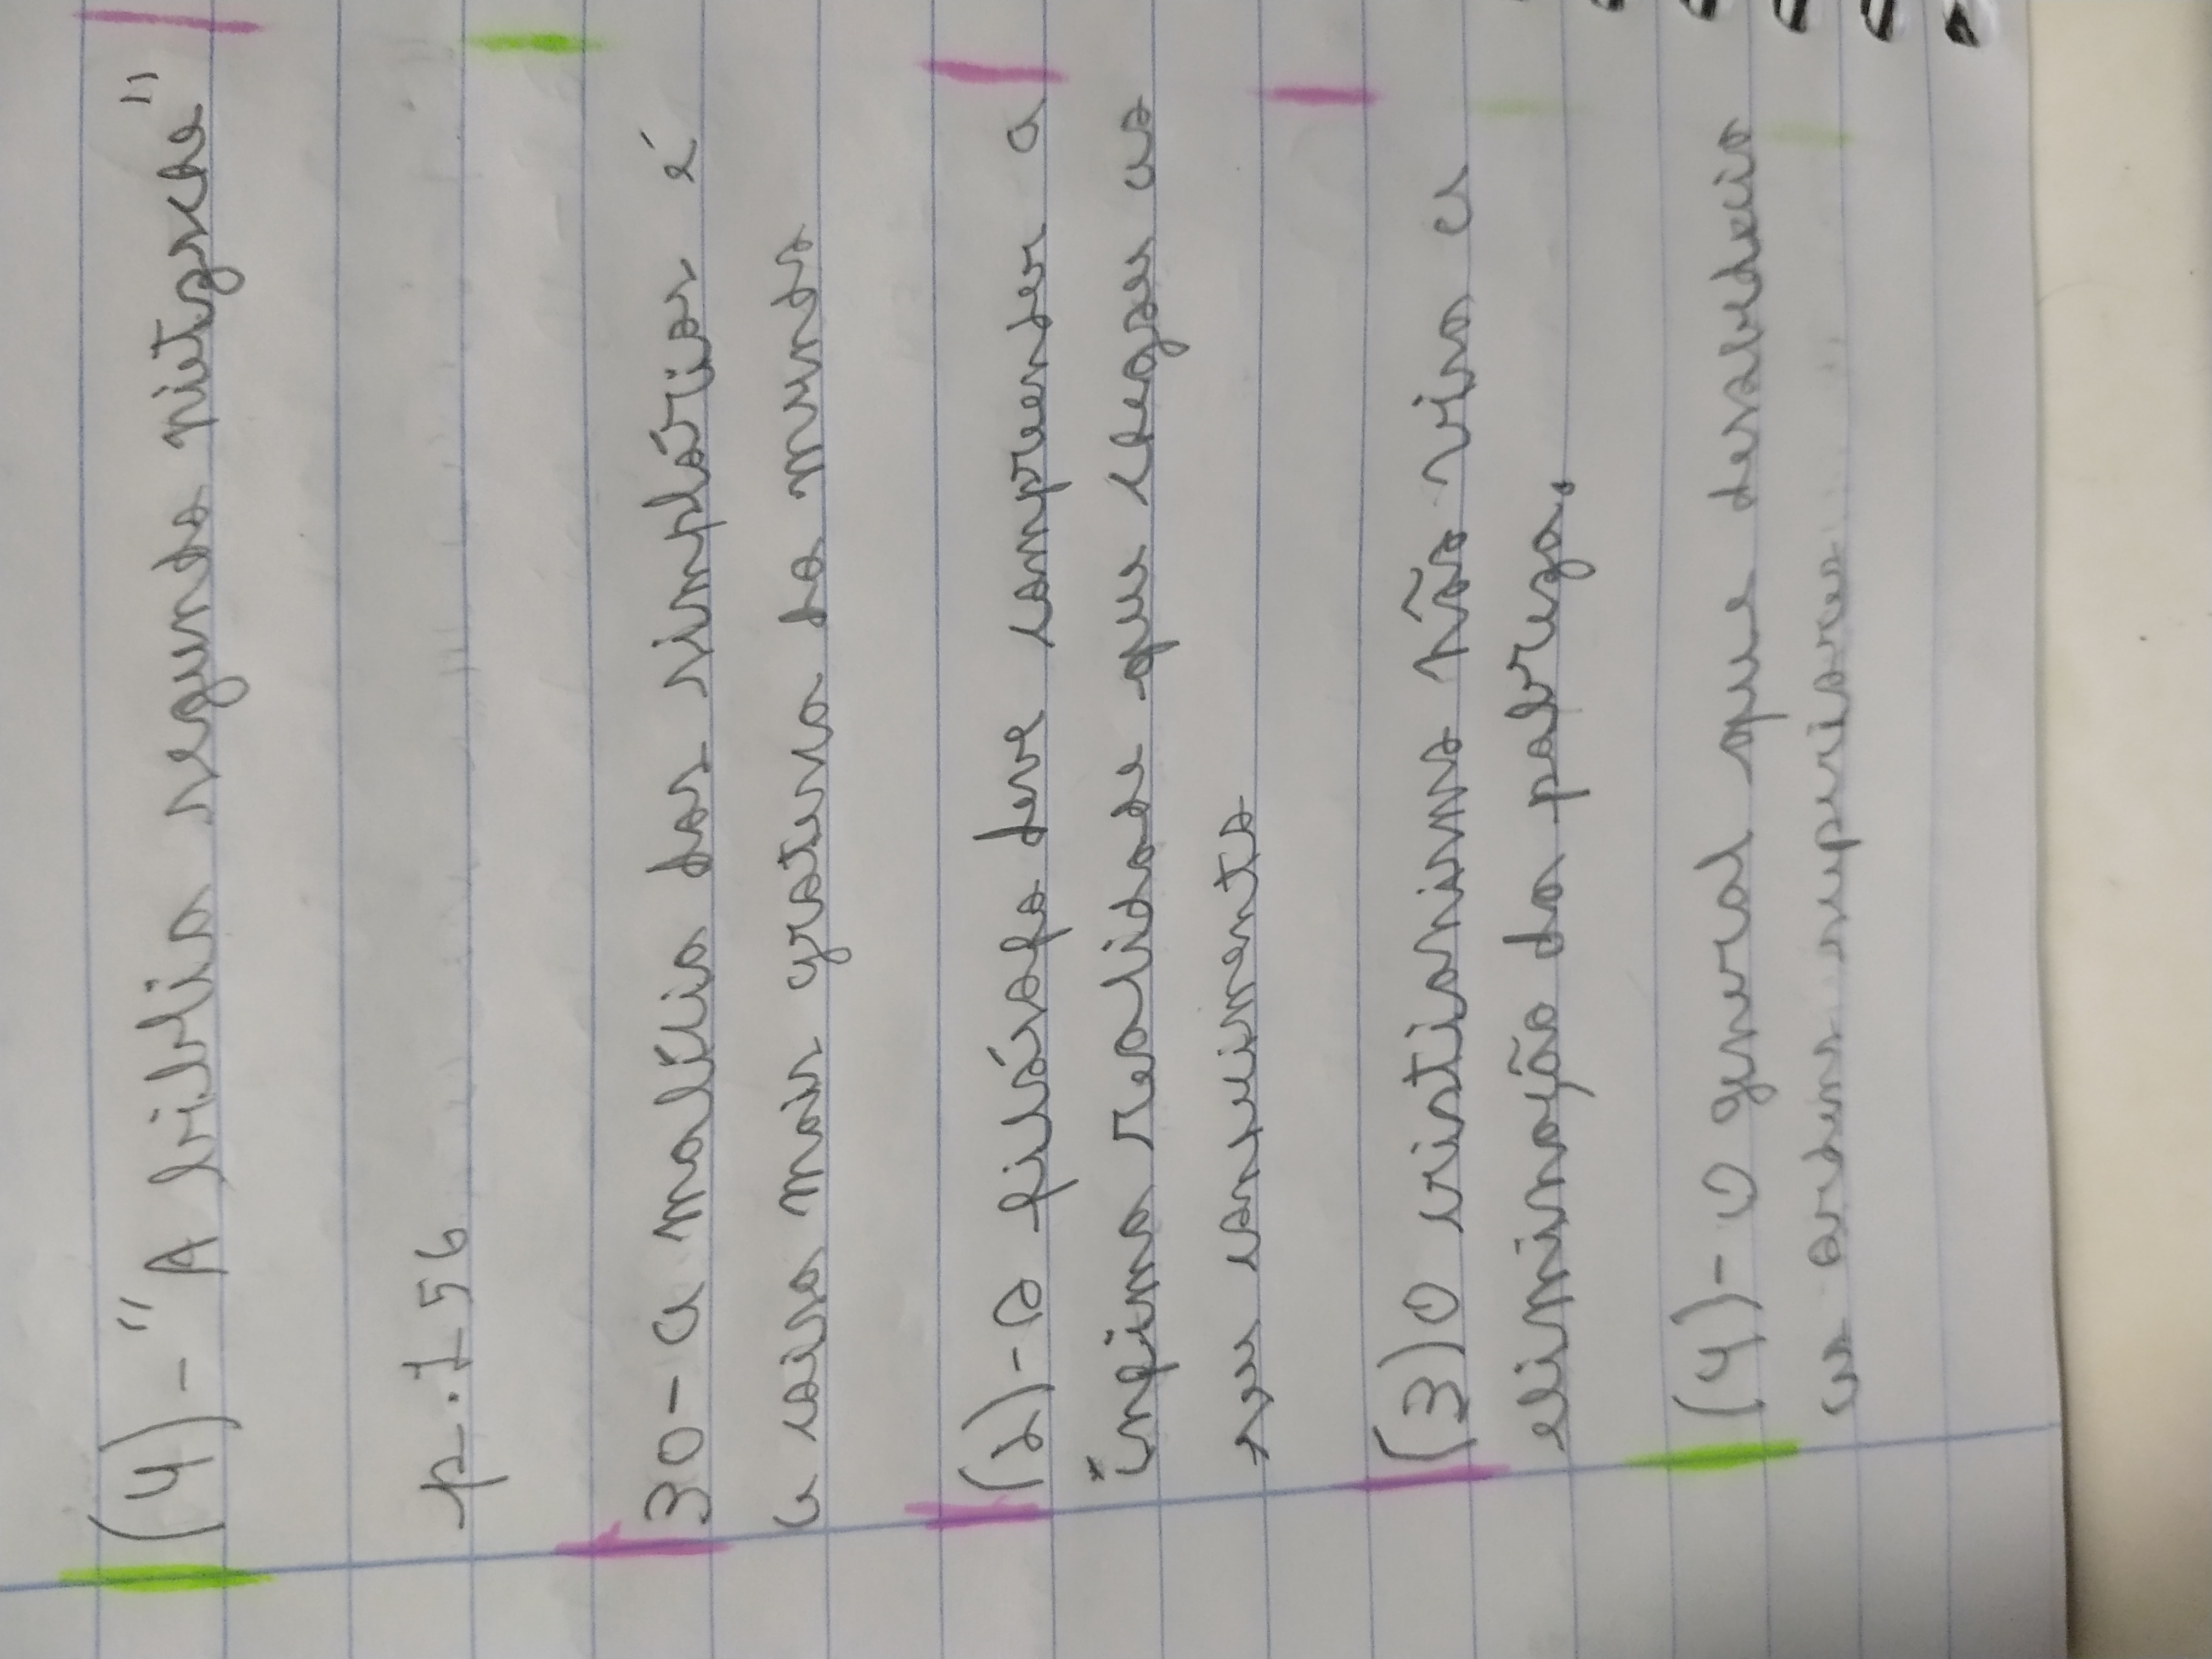 (4)- "A bíblia segundo nietzsche"
p.156
30- a malícia dos simplórios é
a coisa mais grotesca do mundo
(2)- o filósofo deve compreender a
ínfima realidade que chegou ao
seu conhecimento
(3) O cristianismo não visa a
eliminação da pobreza.
(4)- O general que desobedecia
as ordens superiores